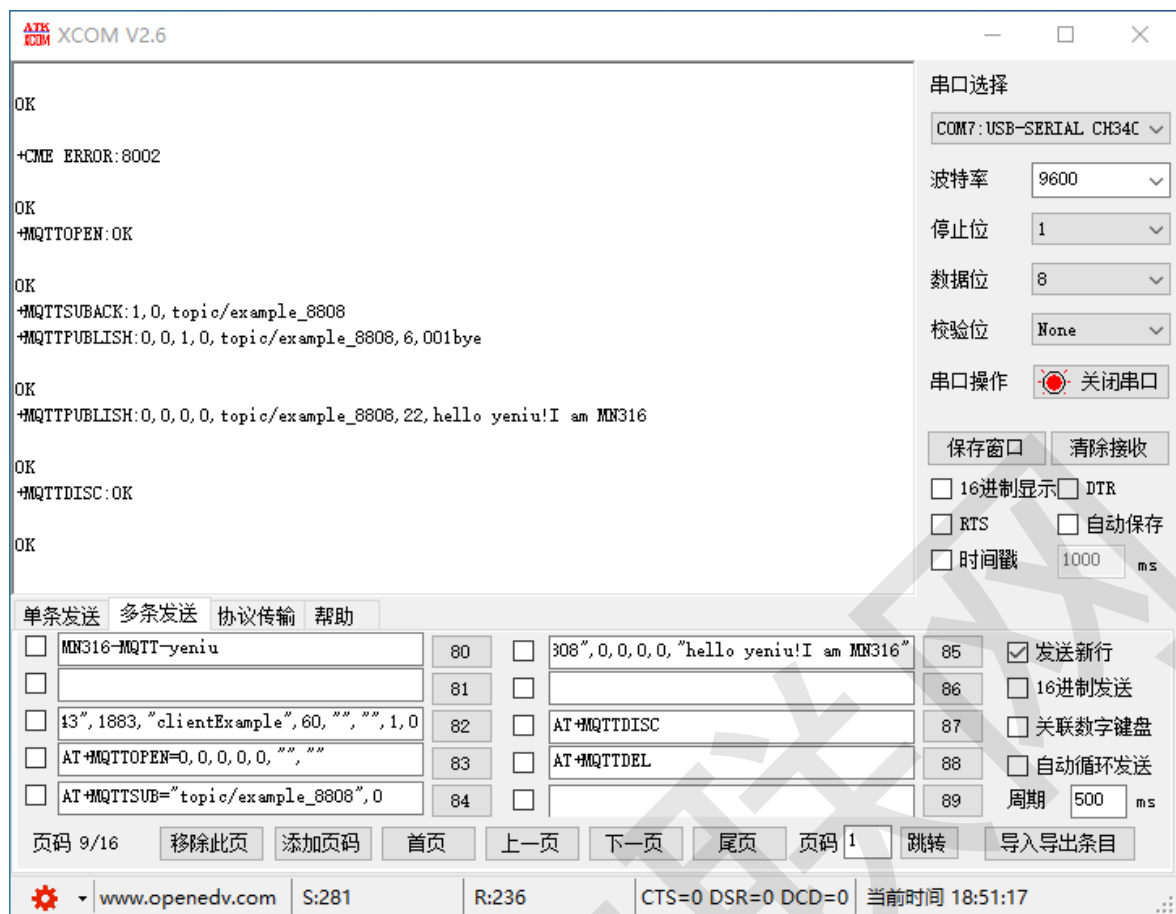 ATK XCOM XCOM V2.6
OK
+CME ERROR:8002
OK
+MQTTOPEN:OK
OK
+MQTTSUBACK:1,0,topic/example_8808
+MQTTPUBLISH:0,0,1,0,topic/example_8808,6,001bye
OK
+MQTTPUBLISH:0,0,0,0,topic/example_8808,22,hello yeniu!I am MN316
OK
+MQTTDISC:OK
OK
串口选择
COM7:USB-SERIAL CH34C
波特率 9600
停止位 1
数据位 8
校验位 None
串口操作 关闭串口
保存窗口 清除接收
16进制显示 DTR
RTS 自动保存
时间戳 1000 ms
单条发送 多条发送 协议传输 帮助
MN316-MQTT-yeniu 80 308",0,0,0,0,"hello yeniu!I am MN316" 85 发送新行
81 86 16进制发送
43",1883,"clientExample",60,"","",1,0 82 AT+MQTTDISC 87 关联数字键盘
AT+MQTTOPEN=0,0,0,0,0,"","" 83 AT+MQTTDEL 88 自动循环发送
AT+MQTTSUB="topic/example_8808",0 84 89 周期 500 ms
页码 9/16 移除此页 添加页码 首页 上一页 下一页 尾页 页码 1 跳转 导入导出条目
www.openedv.com S:281 R:236 CTS=0 DSR=0 DCD=0 当前时间 18:51:17
联网